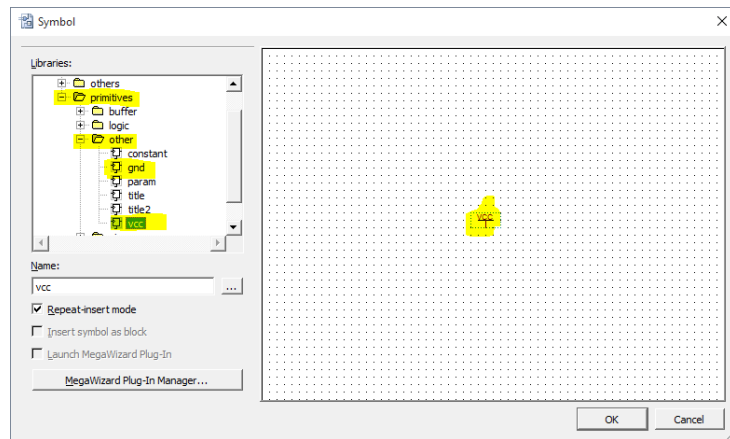 Symbol
Libraries:
others
primitives
buffer
logic
other
constant
gnd
param
title
title2
vcc
VCC
Name:
vcc
...
Repeat-insert mode
Insert symbol as block
Launch MegaWizard Plug-In
MegaWizard Plug-In Manager...
OK
Cancel